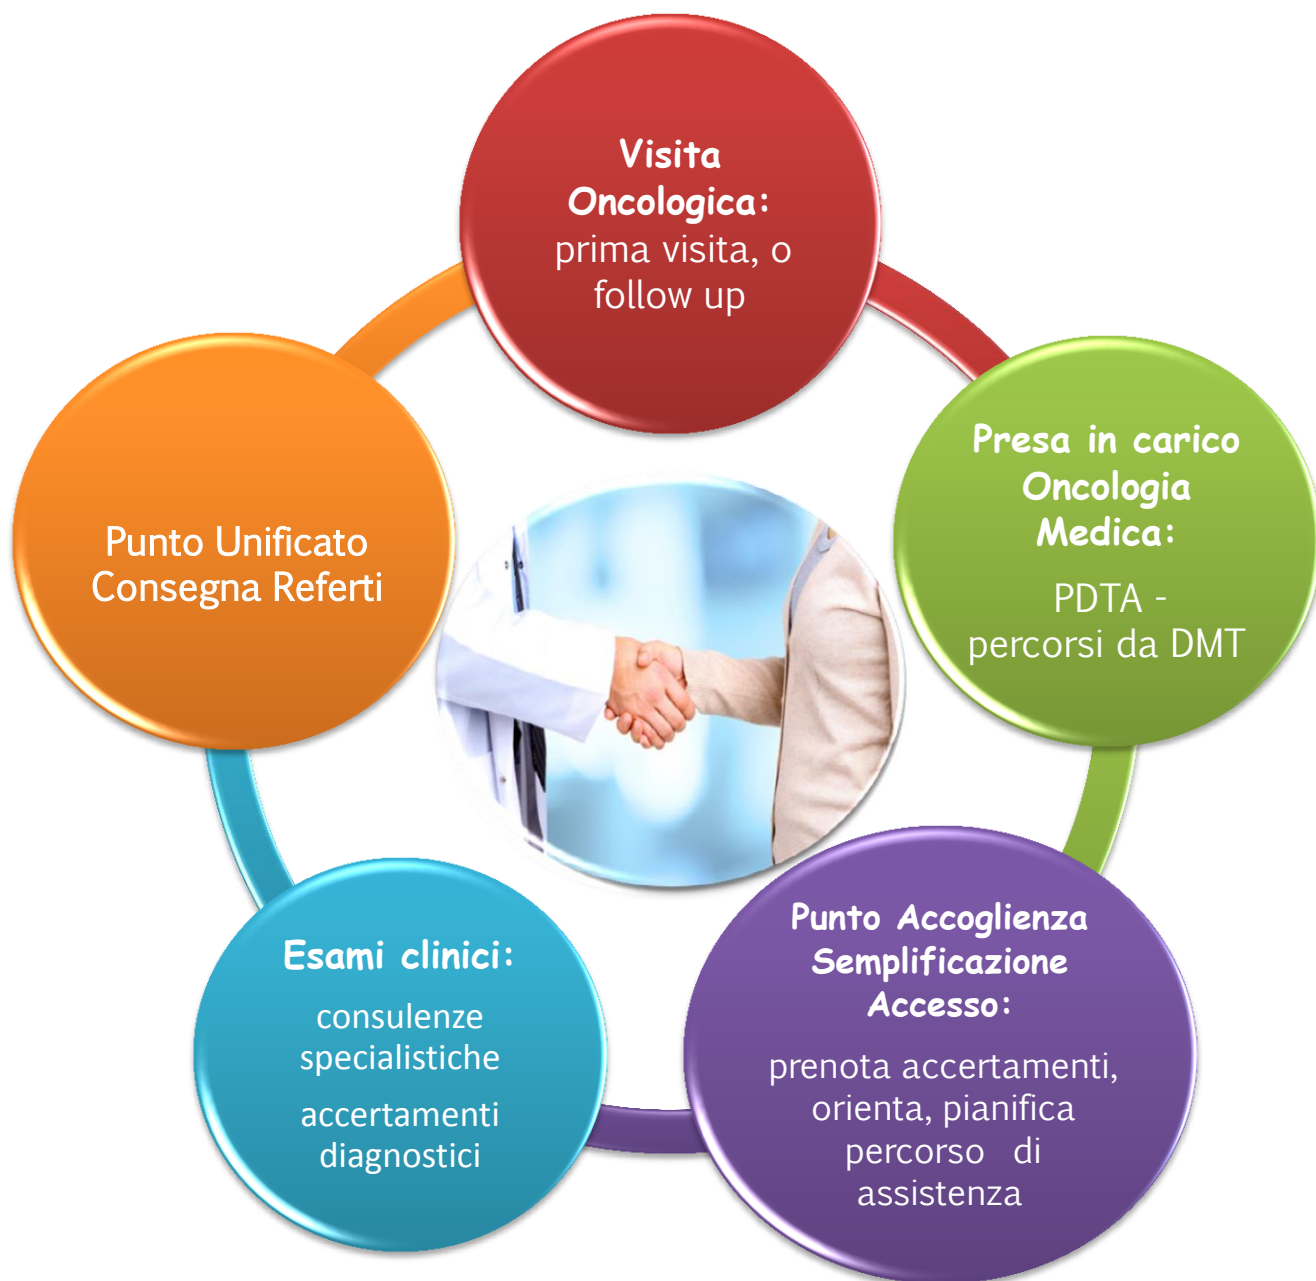 Visita
Oncologica:
prima visita, o
follow up
Presa in carico
Oncologia
Medica:
PDTA -
percorsi da DMT
Punto Accoglienza
Semplificazione
Accesso:
prenota accertamenti,
orienta, pianifica
percorso di
assistenza
Esami clinici:
consulenze
specialistiche
accertamenti
diagnostici
Punto Unificato
Consegna Referti